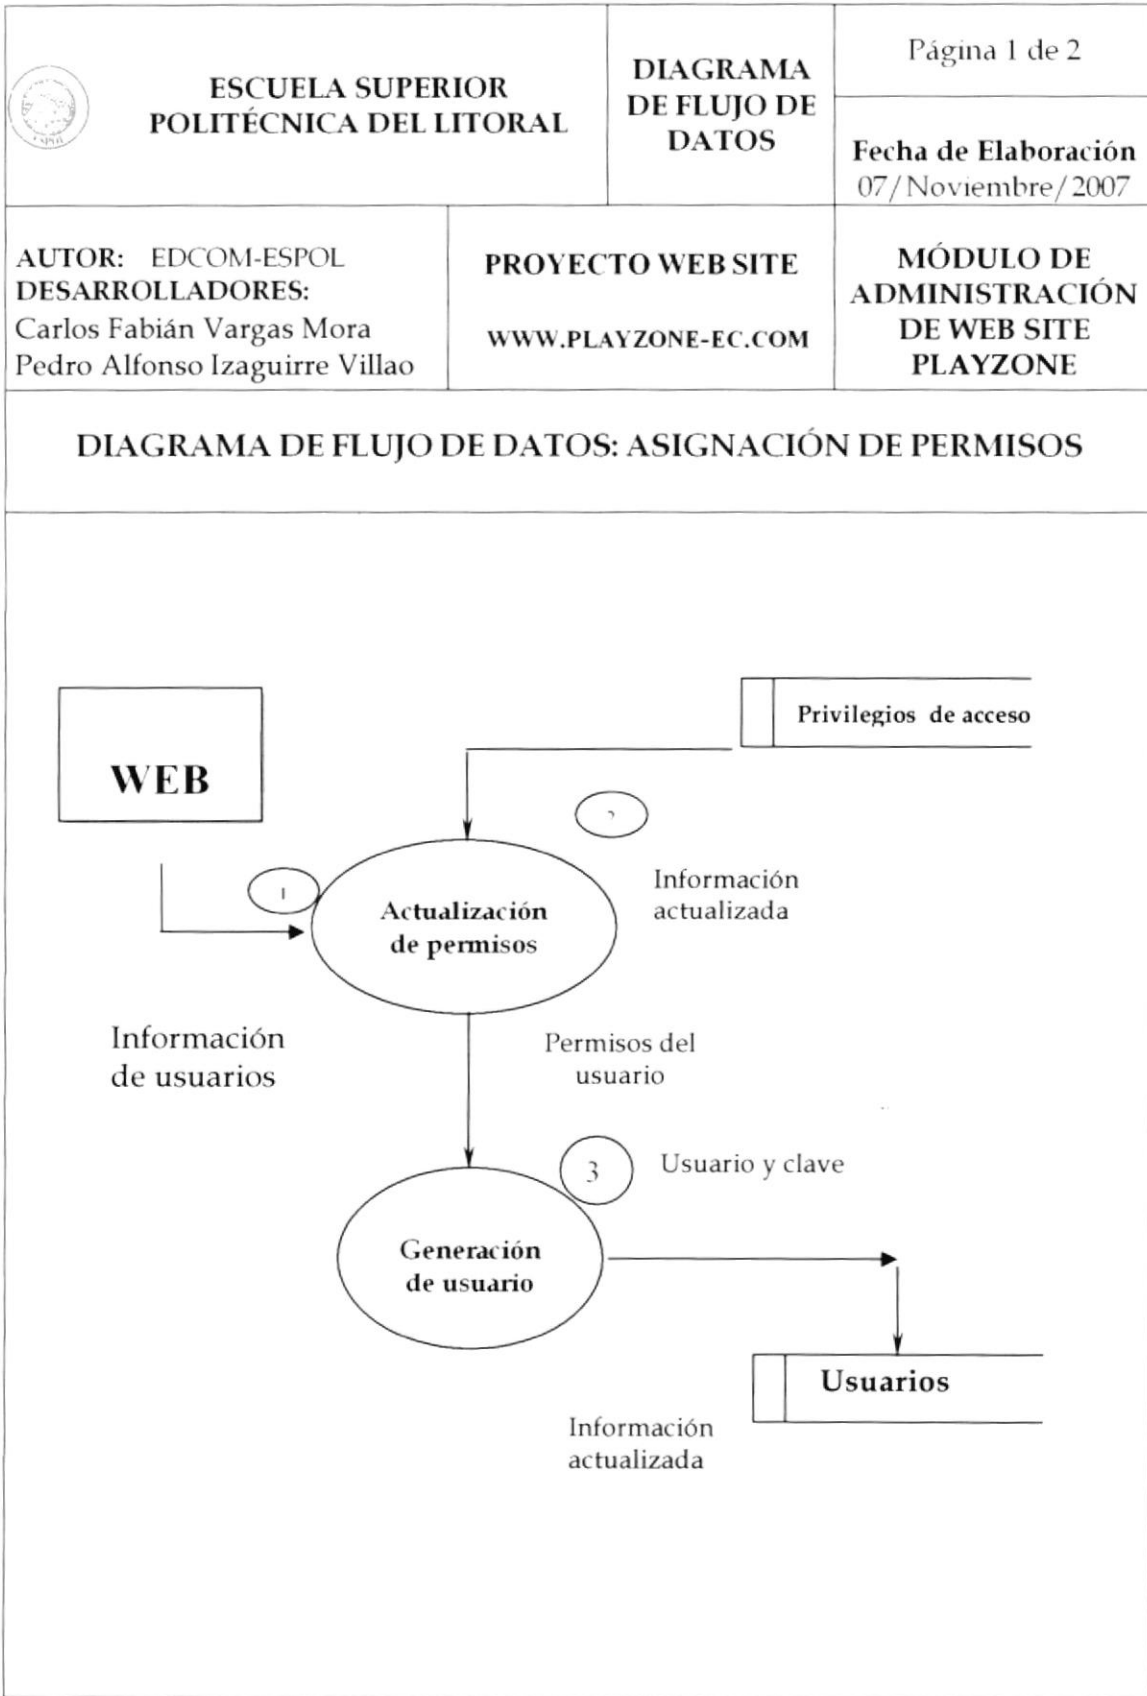 ESPOL
ESCUELA SUPERIOR
POLITÉCNICA DEL LITORAL
DIAGRAMA
DE FLUJO DE
DATOS
Página 1 de 2
Fecha de Elaboración
07/Noviembre/2007
AUTOR: EDCOM-ESPOL
DESARROLLADORES:
Carlos Fabián Vargas Mora
Pedro Alfonso Izaguirre Villao
PROYECTO WEB SITE
WWW.PLAYZONE-EC.COM
MÓDULO DE
ADMINISTRACIÓN
DE WEB SITE
PLAYZONE
DIAGRAMA DE FLUJO DE DATOS: ASIGNACIÓN DE PERMISOS
WEB
Privilegios de acceso
1
Información
actualizada
Actualización
de permisos
Información
de usuarios
Permisos del
usuario
3
Usuario y clave
Generación
de usuario
Usuarios
Información
actualizada